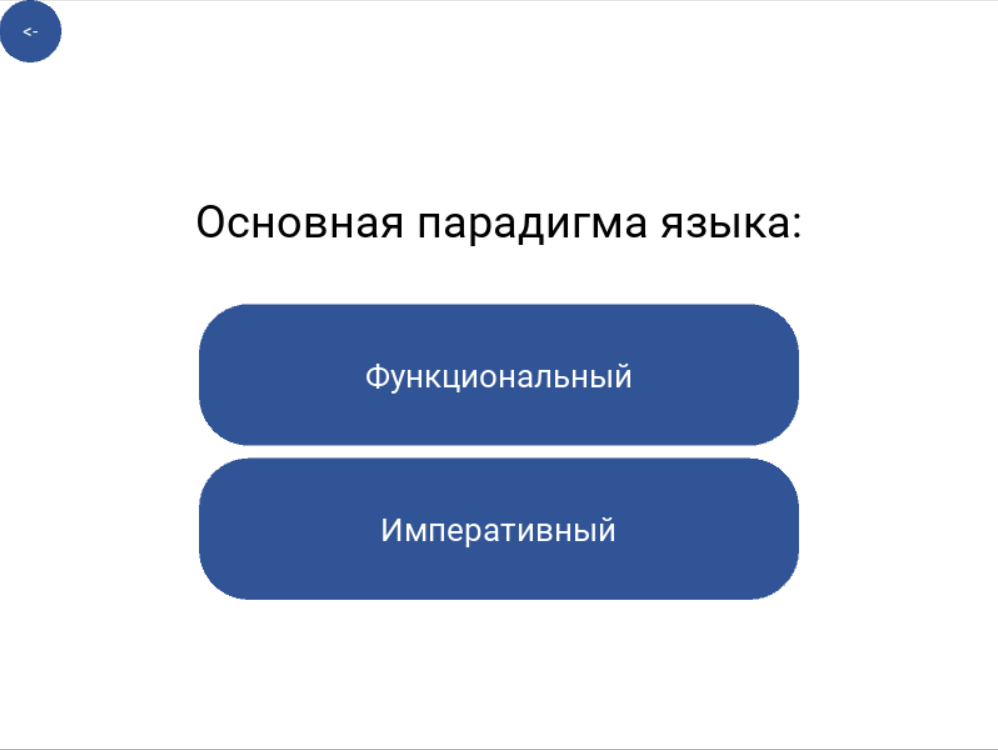 <-
Основная парадигма языка:
Функциональный
Императивный